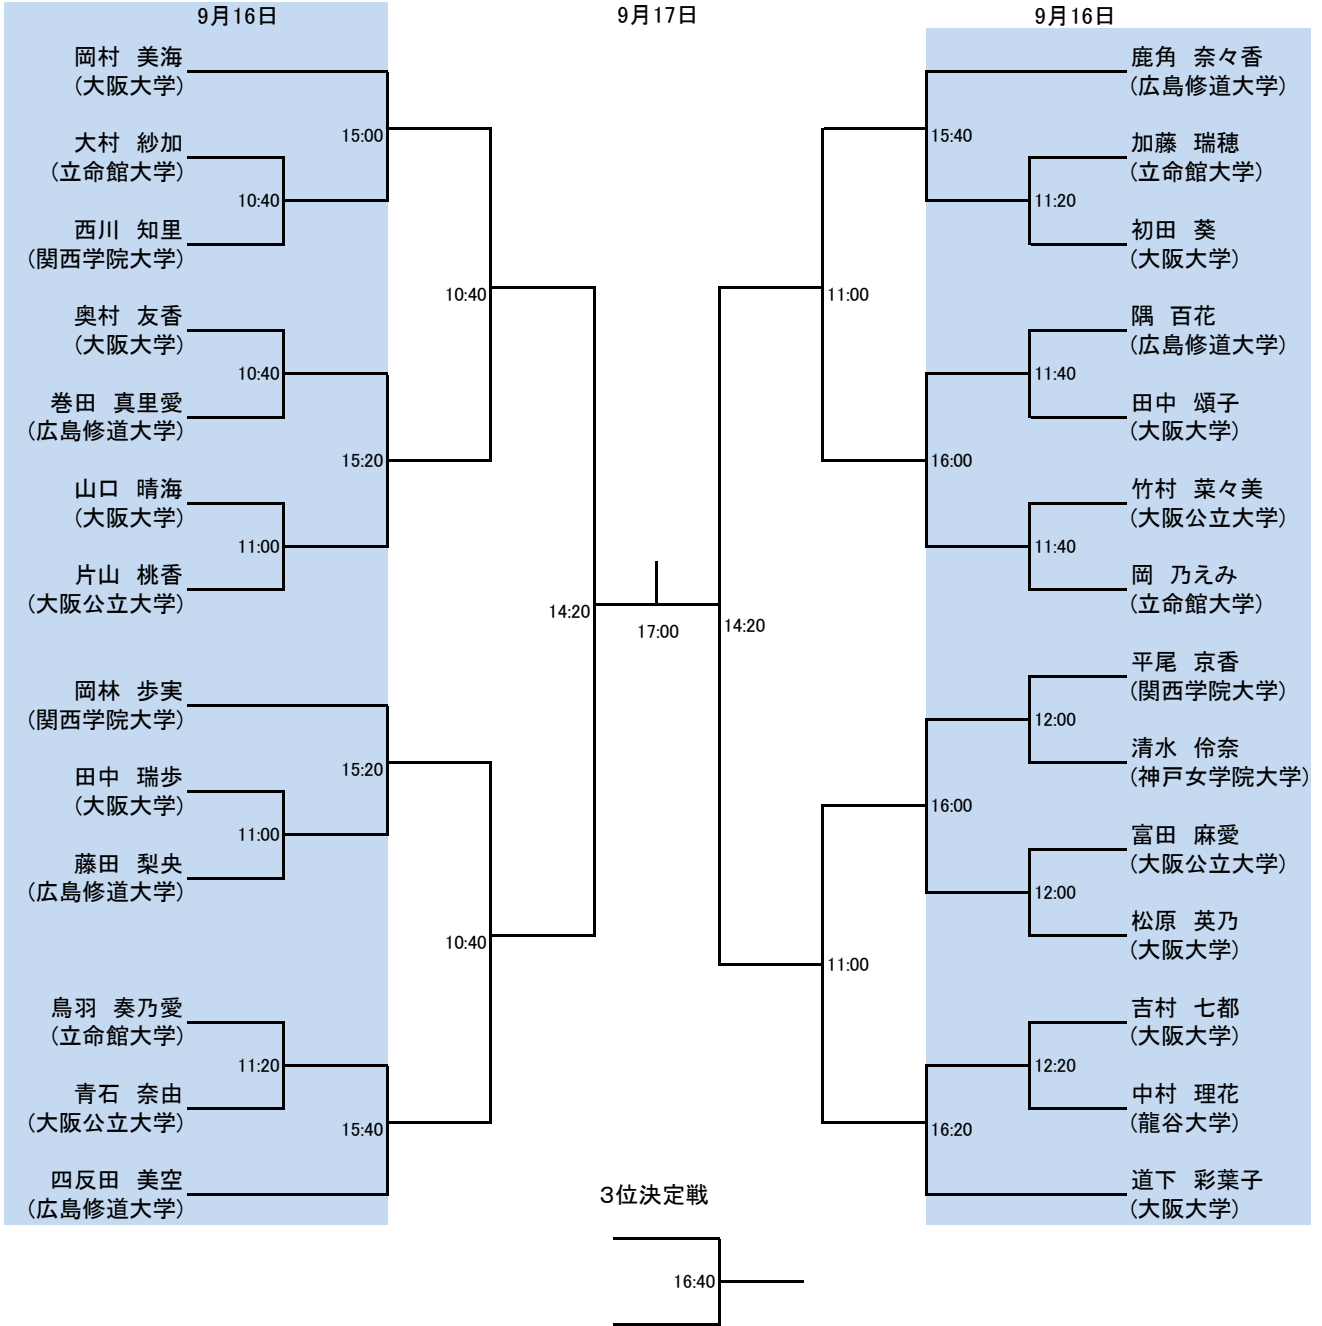 9月16日
9月17日
9月16日
岡村　美海
(大阪大学)
大村　紗加
(立命館大学)
西川　知里
(関西学院大学)
奥村　友香
(大阪大学)
巻田　真里愛
(広島修道大学)
山口　晴海
(大阪大学)
片山　桃香
(大阪公立大学)
岡林　歩実
(関西学院大学)
田中　瑞歩
(大阪大学)
藤田　梨央
(広島修道大学)
鳥羽　奏乃愛
(立命館大学)
青石　奈由
(大阪公立大学)
四反田　美空
(広島修道大学)
10:40
10:40
11:00
11:00
11:20
15:00
15:20
15:20
15:40
10:40
10:40
14:20
17:00
14:20
11:00
11:00
15:40
16:00
16:00
16:20
11:20
11:40
11:40
12:00
12:00
12:20
鹿角　奈々香
(広島修道大学)
加藤　瑞穂
(立命館大学)
初田　葵
(大阪大学)
隅　百花
(広島修道大学)
田中　頌子
(大阪大学)
竹村　菜々美
(大阪公立大学)
岡　乃えみ
(立命館大学)
平尾　京香
(関西学院大学)
清水　伶奈
(神戸女学院大学)
富田　麻愛
(大阪公立大学)
松原　英乃
(大阪大学)
吉村　七都
(大阪大学)
中村　理花
(龍谷大学)
道下　彩葉子
(大阪大学)
３位決定戦
16:40